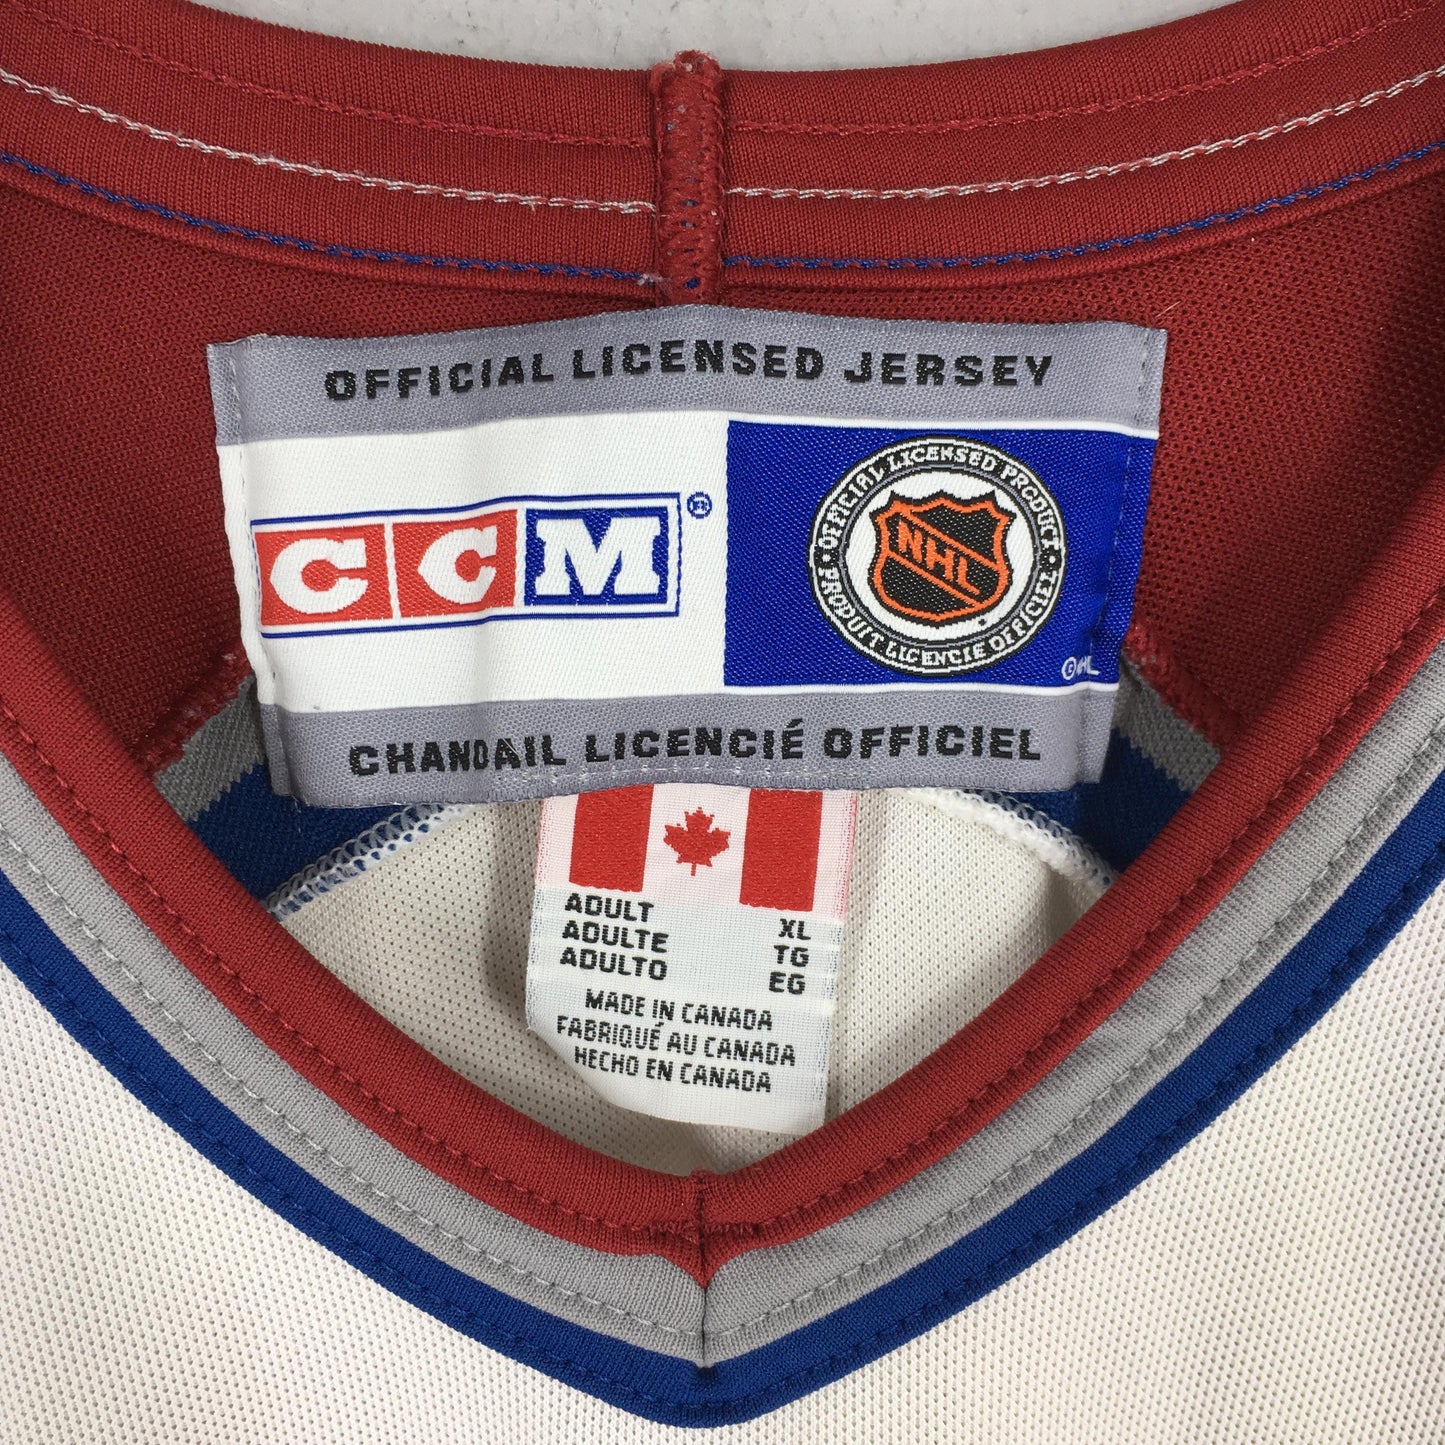 OFFICIAL LICENSED JERSEY
CCM®
OFFICIAL LICENSED PRODUCT
NHL
PRODUIT LICENCIÉ OFFICIEL
©NHL
CHANDAIL LICENCIÉ OFFICIEL
ADULT XL
ADULTE TG
ADULTO EG
MADE IN CANADA
FABRIQUÉ AU CANADA
HECHO EN CANADA